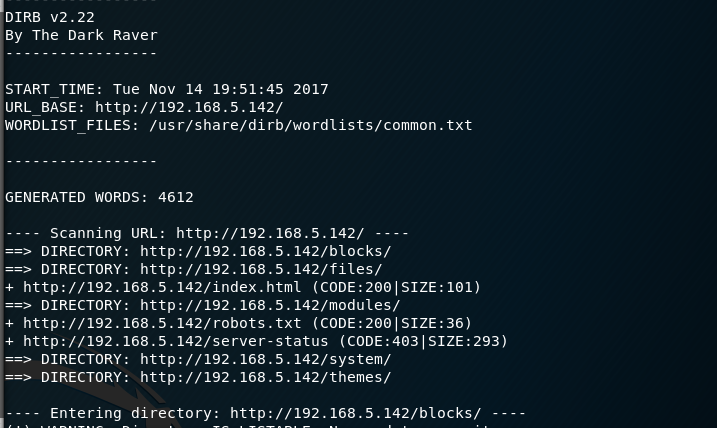 DIRB v2.22
By The Dark Raver
-----------------
START_TIME: Tue Nov 14 19:51:45 2017
URL_BASE: http://192.168.5.142/
WORDLIST_FILES: /usr/share/dirb/wordlists/common.txt
-----------------
GENERATED WORDS: 4612
---- Scanning URL: http://192.168.5.142/ ----
==> DIRECTORY: http://192.168.5.142/blocks/
==> DIRECTORY: http://192.168.5.142/files/
+ http://192.168.5.142/index.html (CODE:200|SIZE:101)
==> DIRECTORY: http://192.168.5.142/modules/
+ http://192.168.5.142/robots.txt (CODE:200|SIZE:36)
+ http://192.168.5.142/server-status (CODE:403|SIZE:293)
==> DIRECTORY: http://192.168.5.142/system/
==> DIRECTORY: http://192.168.5.142/themes/
---- Entering directory: http://192.168.5.142/blocks/ ----